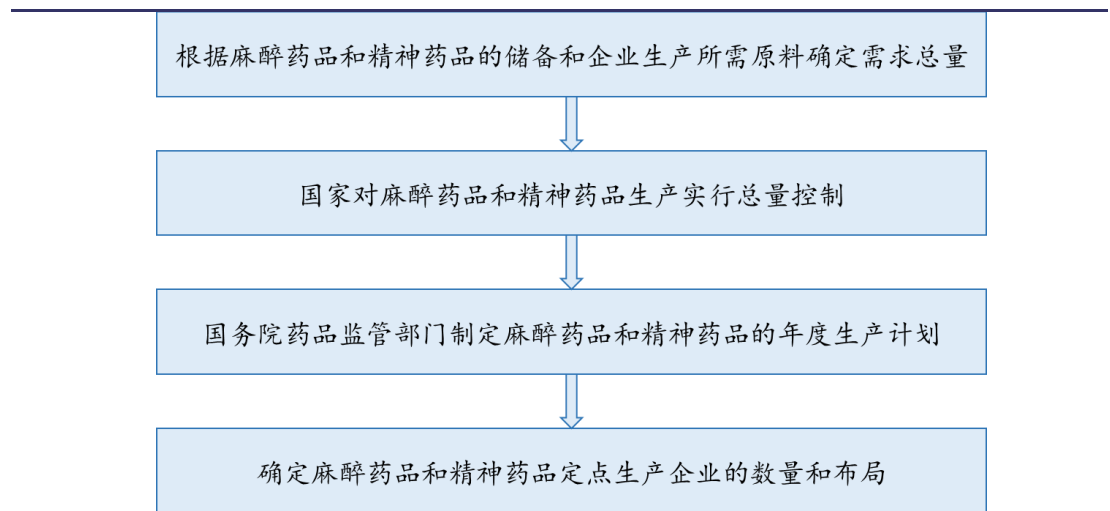 根据麻醉药品和精神药品的储备和企业生产所需原料确定需求总量
国家对麻醉药品和精神药品生产实行总量控制
国务院药品监管部门制定麻醉药品和精神药品的年度生产计划
确定麻醉药品和精神药品定点生产企业的数量和布局